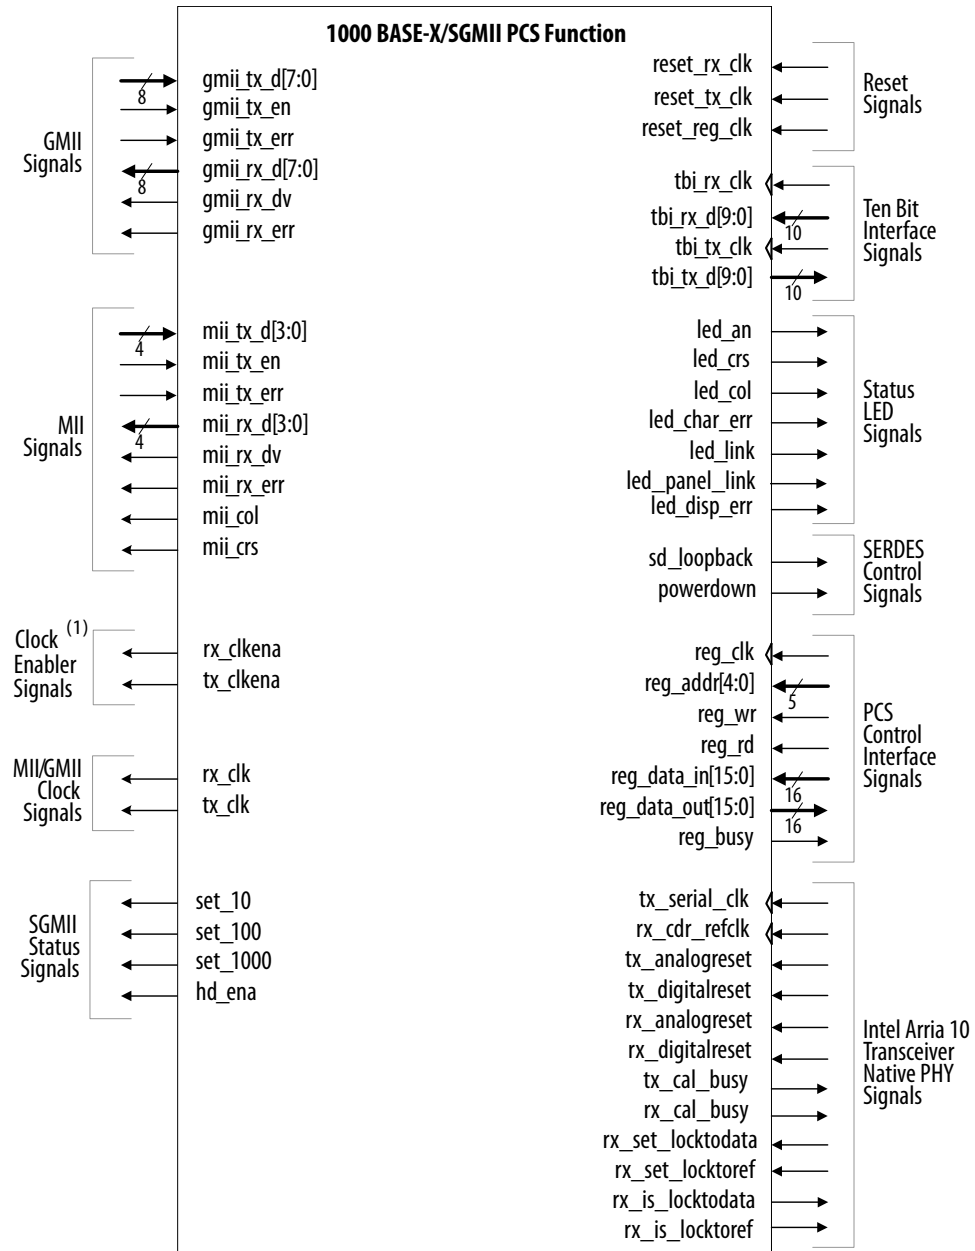 1000 BASE-X/SGMII PCS Function
GMII
Signals
gmii_tx_d[7:0]
8
gmii_tx_en
gmii_tx_err
gmii_rx_d[7:0]
8
gmii_rx_dv
gmii_rx_err
MII
Signals
mii_tx_d[3:0]
4
mii_tx_en
mii_tx_err
mii_rx_d[3:0]
4
mii_rx_dv
mii_rx_err
mii_col
mii_crs
Clock (1)
Enabler
Signals
rx_clkena
tx_clkena
MII/GMII
Clock
Signals
rx_clk
tx_clk
SGMII
Status
Signals
set_10
set_100
set_1000
hd_ena
reset_rx_clk
reset_tx_clk
reset_reg_clk
Reset
Signals
tbi_rx_clk
tbi_rx_d[9:0]
10
tbi_tx_clk
tbi_tx_d[9:0]
10
Ten Bit
Interface
Signals
led_an
led_crs
led_col
led_char_err
led_link
led_panel_link
led_disp_err
Status
LED
Signals
sd_loopback
powerdown
SERDES
Control
Signals
reg_clk
reg_addr[4:0]
5
reg_wr
reg_rd
reg_data_in[15:0]
16
reg_data_out[15:0]
16
reg_busy
PCS
Control
Interface
Signals
tx_serial_clk
rx_cdr_refclk
tx_analogreset
tx_digitalreset
rx_analogreset
rx_digitalreset
tx_cal_busy
rx_cal_busy
rx_set_locktodata
rx_set_locktoref
rx_is_locktodata
rx_is_locktoref
Intel Arria 10
Transceiver
Native PHY
Signals